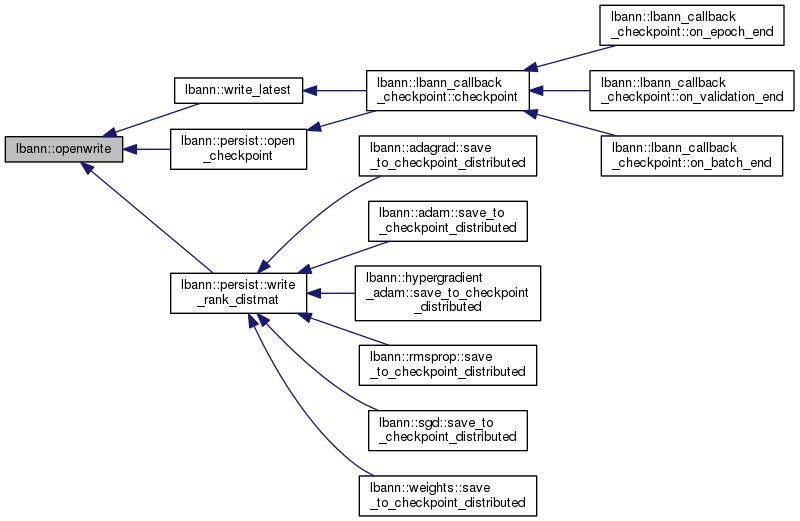 lbann::lbann_callback
_checkpoint::on_epoch_end
lbann::write_latest
lbann::lbann_callback
_checkpoint::checkpoint
lbann::lbann_callback
_checkpoint::on_validation_end
lbann::openwrite
lbann::persist::open
_checkpoint
lbann::adagrad::save
_to_checkpoint_distributed
lbann::lbann_callback
_checkpoint::on_batch_end
lbann::adam::save_to
_checkpoint_distributed
lbann::persist::write
_rank_distmat
lbann::hypergradient
_adam::save_to_checkpoint
_distributed
lbann::rmsprop::save
_to_checkpoint_distributed
lbann::sgd::save_to
_checkpoint_distributed
lbann::weights::save
_to_checkpoint_distributed